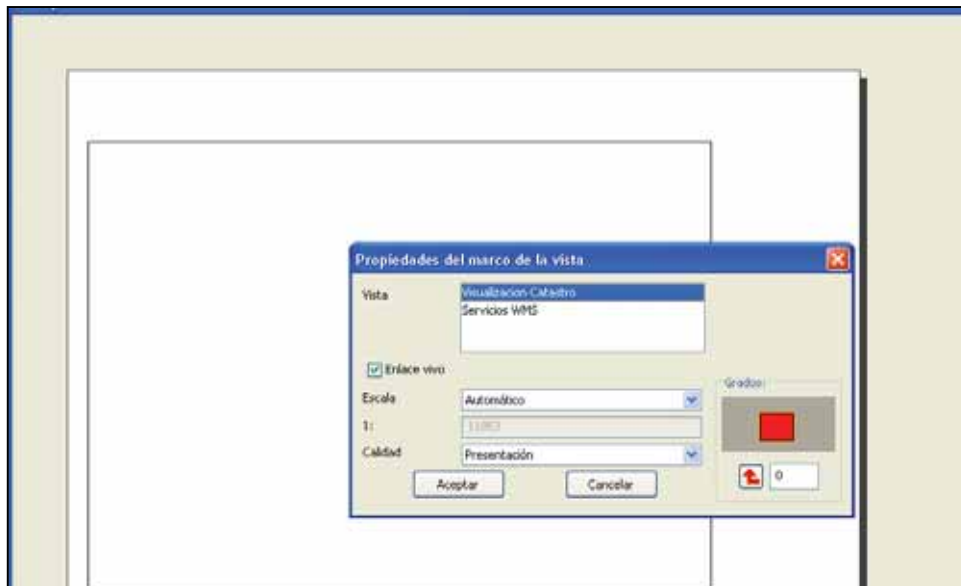 Propiedades del marco de la vista
Vista
Visualizacion-Catastro
Servicios WMS
Enlace vivo
Escala
Automático
1:
Calidad
Presentación
Aceptar
Cancelar
Grados:
0